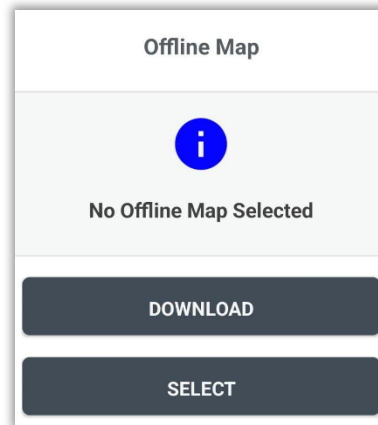 Offline Map
i
No Offline Map Selected
DOWNLOAD
SELECT